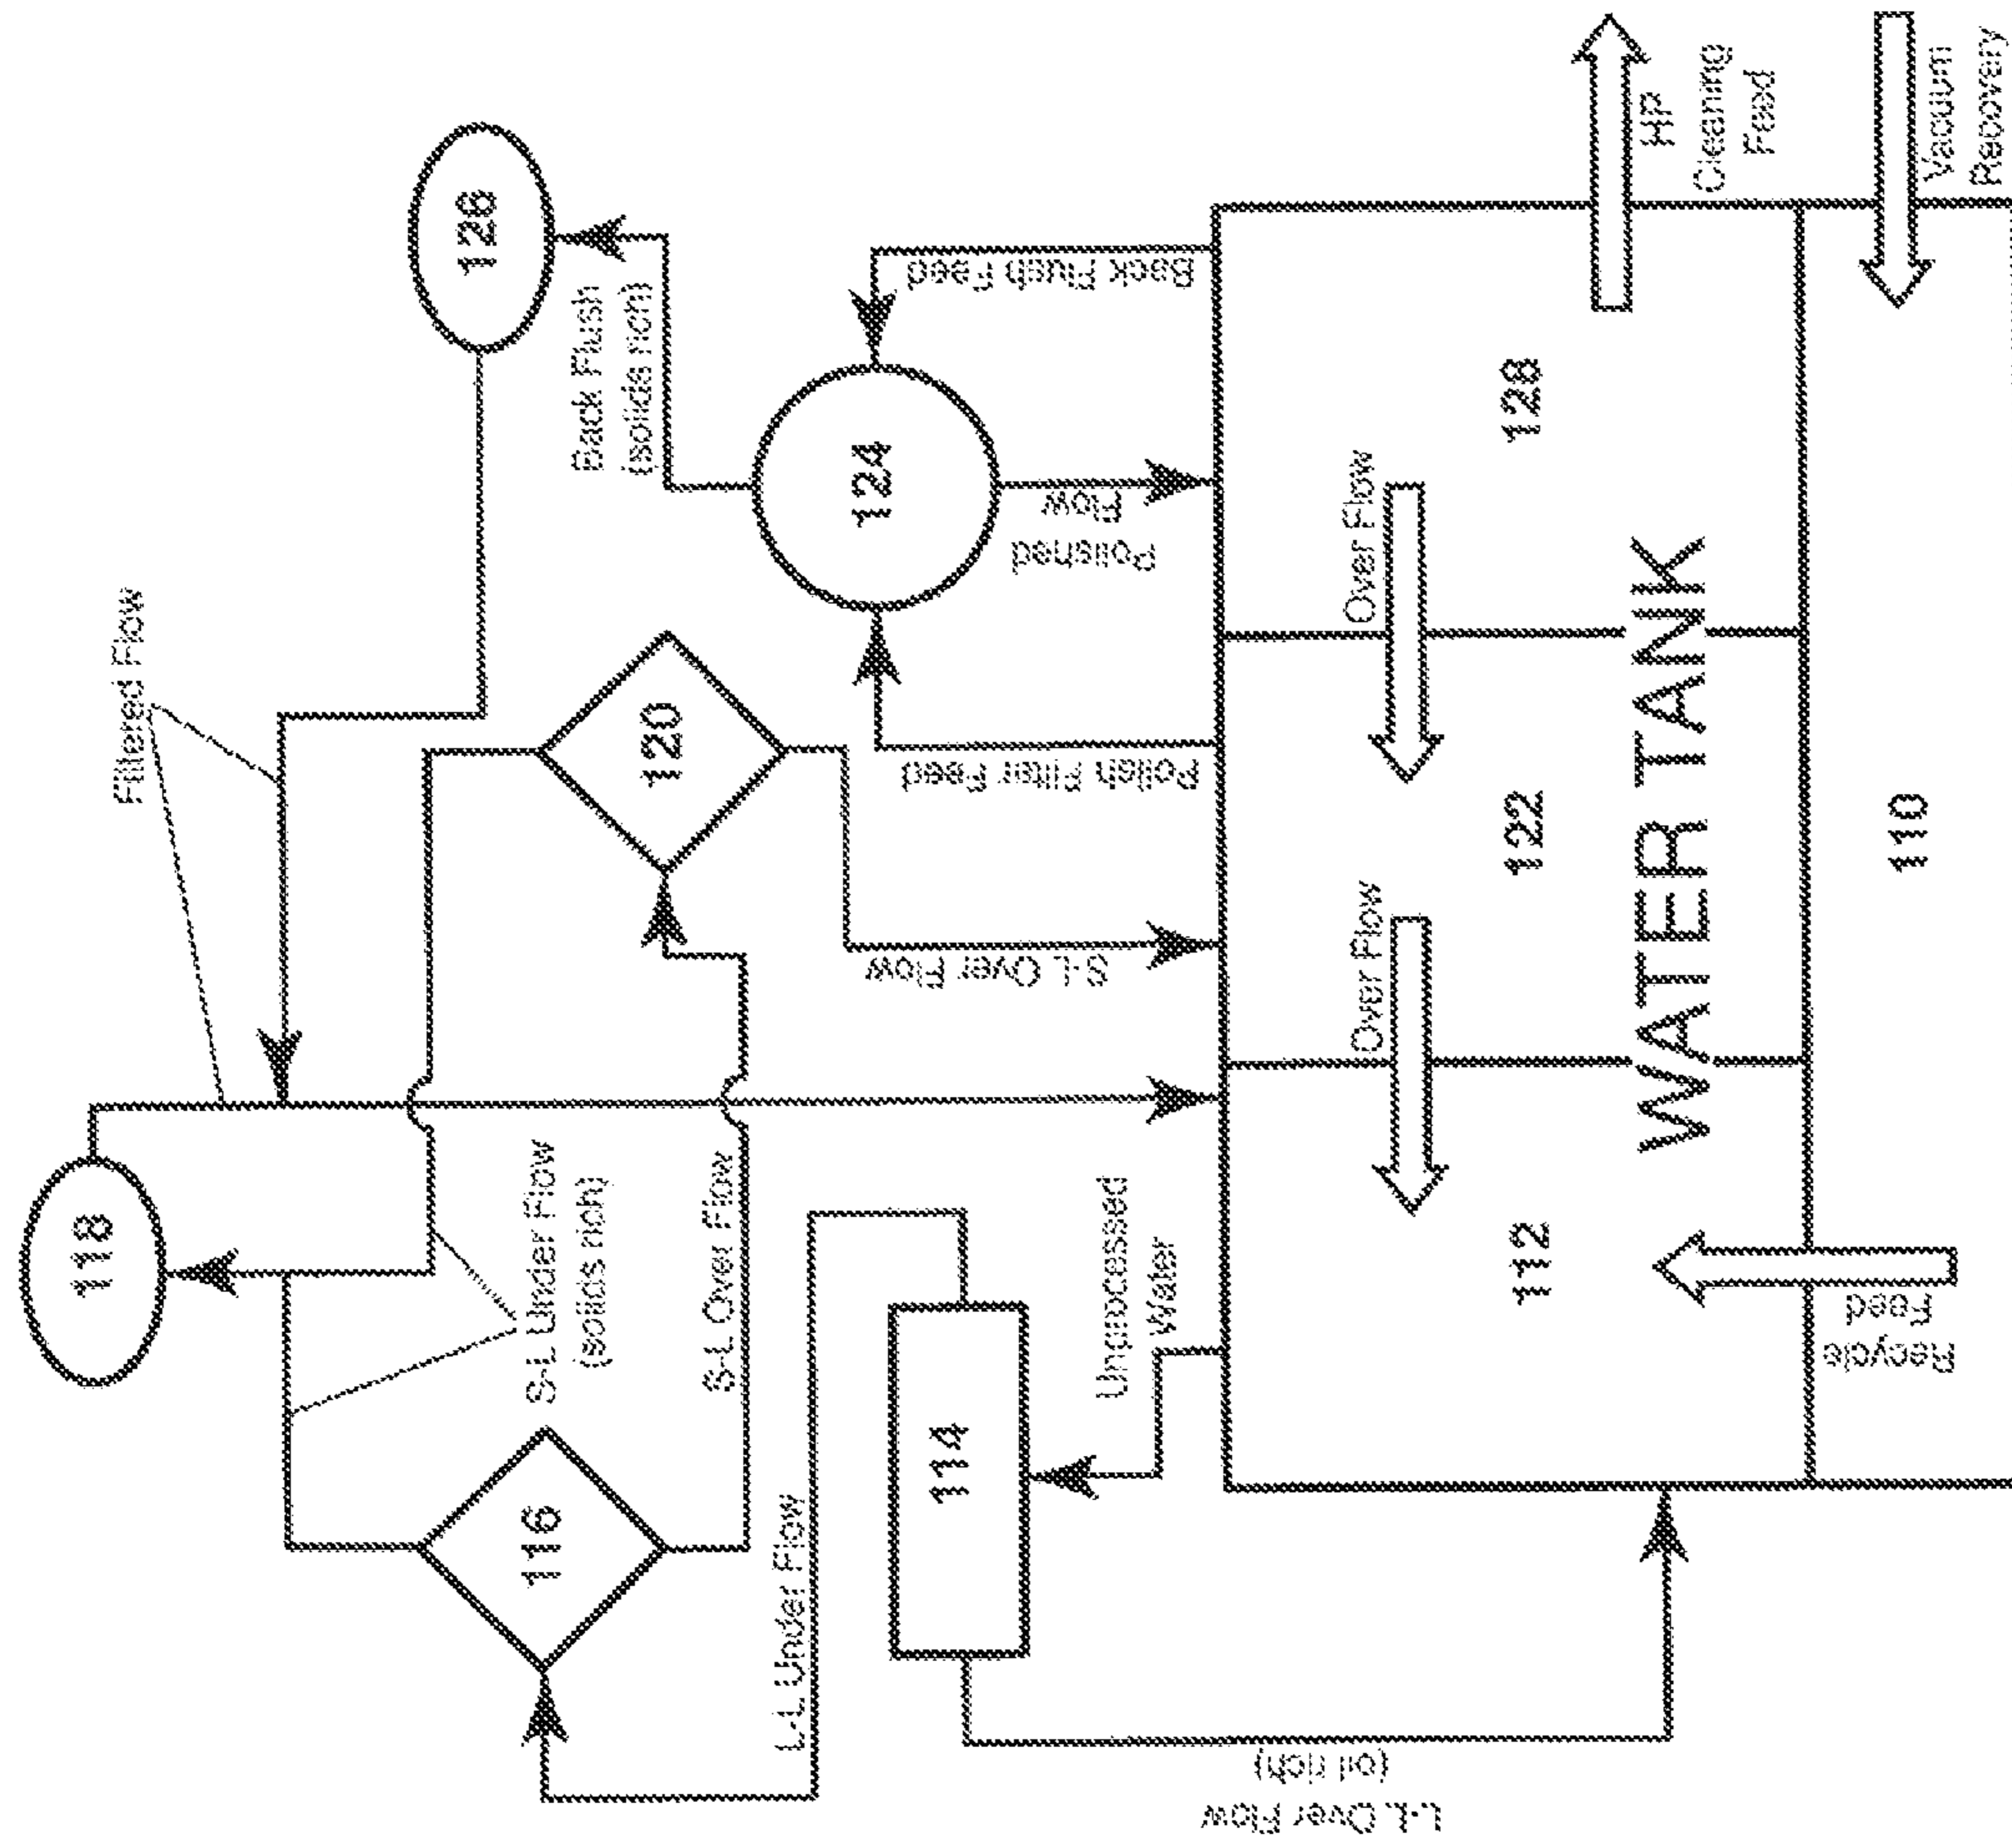 118
Filtered Flow
126
Back Flush
(solids rich)
S-L Under Flow
(solids rich)
116
120
S-L Over Flow
L-L Under Flow
124
114
Unprocessed
Water
L-L Over Flow
(oil rich)
S-L Over Flow
Polish Filter Feed
Polished
Flow
Back Flush Feed
Over Flow
Over Flow
112
122
128
WATER TANK
HP
Cleaning
Feed
Recycle
Feed
110
Vacuum
Recovery